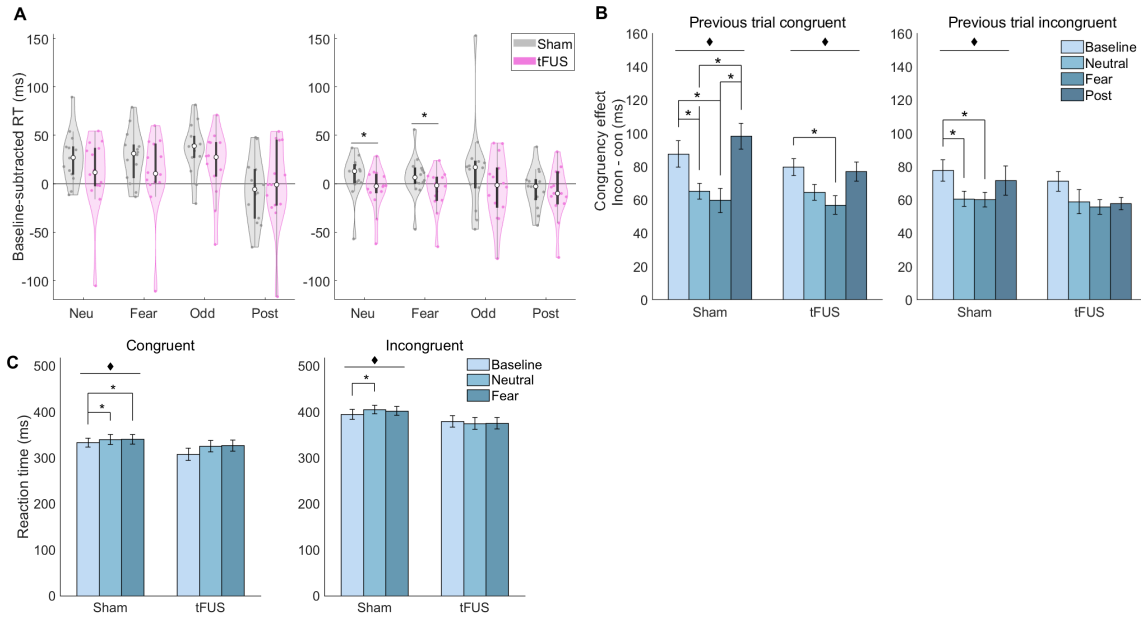 A
Baseline-subtracted RT (ms)
150
100
50
0
-50
-100
Neu Fear Odd Post
150
100
50
0
-50
-100
* *
Sham
tFUS
Neu Fear Odd Post
B
Previous trial congruent
Congruency effect
Incon - con (ms)
160
140
120
100
80
60
40
20
0
♦ ♦
* * * * *
Sham tFUS
Previous trial incongruent
160
140
120
100
80
60
40
20
0
♦
* *
Baseline
Neutral
Fear
Post
Sham tFUS
C
Congruent
Reaction time (ms)
500
400
300
200
100
0
♦
* *
Sham tFUS
Incongruent
500
400
300
200
100
0
♦
*
Baseline
Neutral
Fear
Sham tFUS